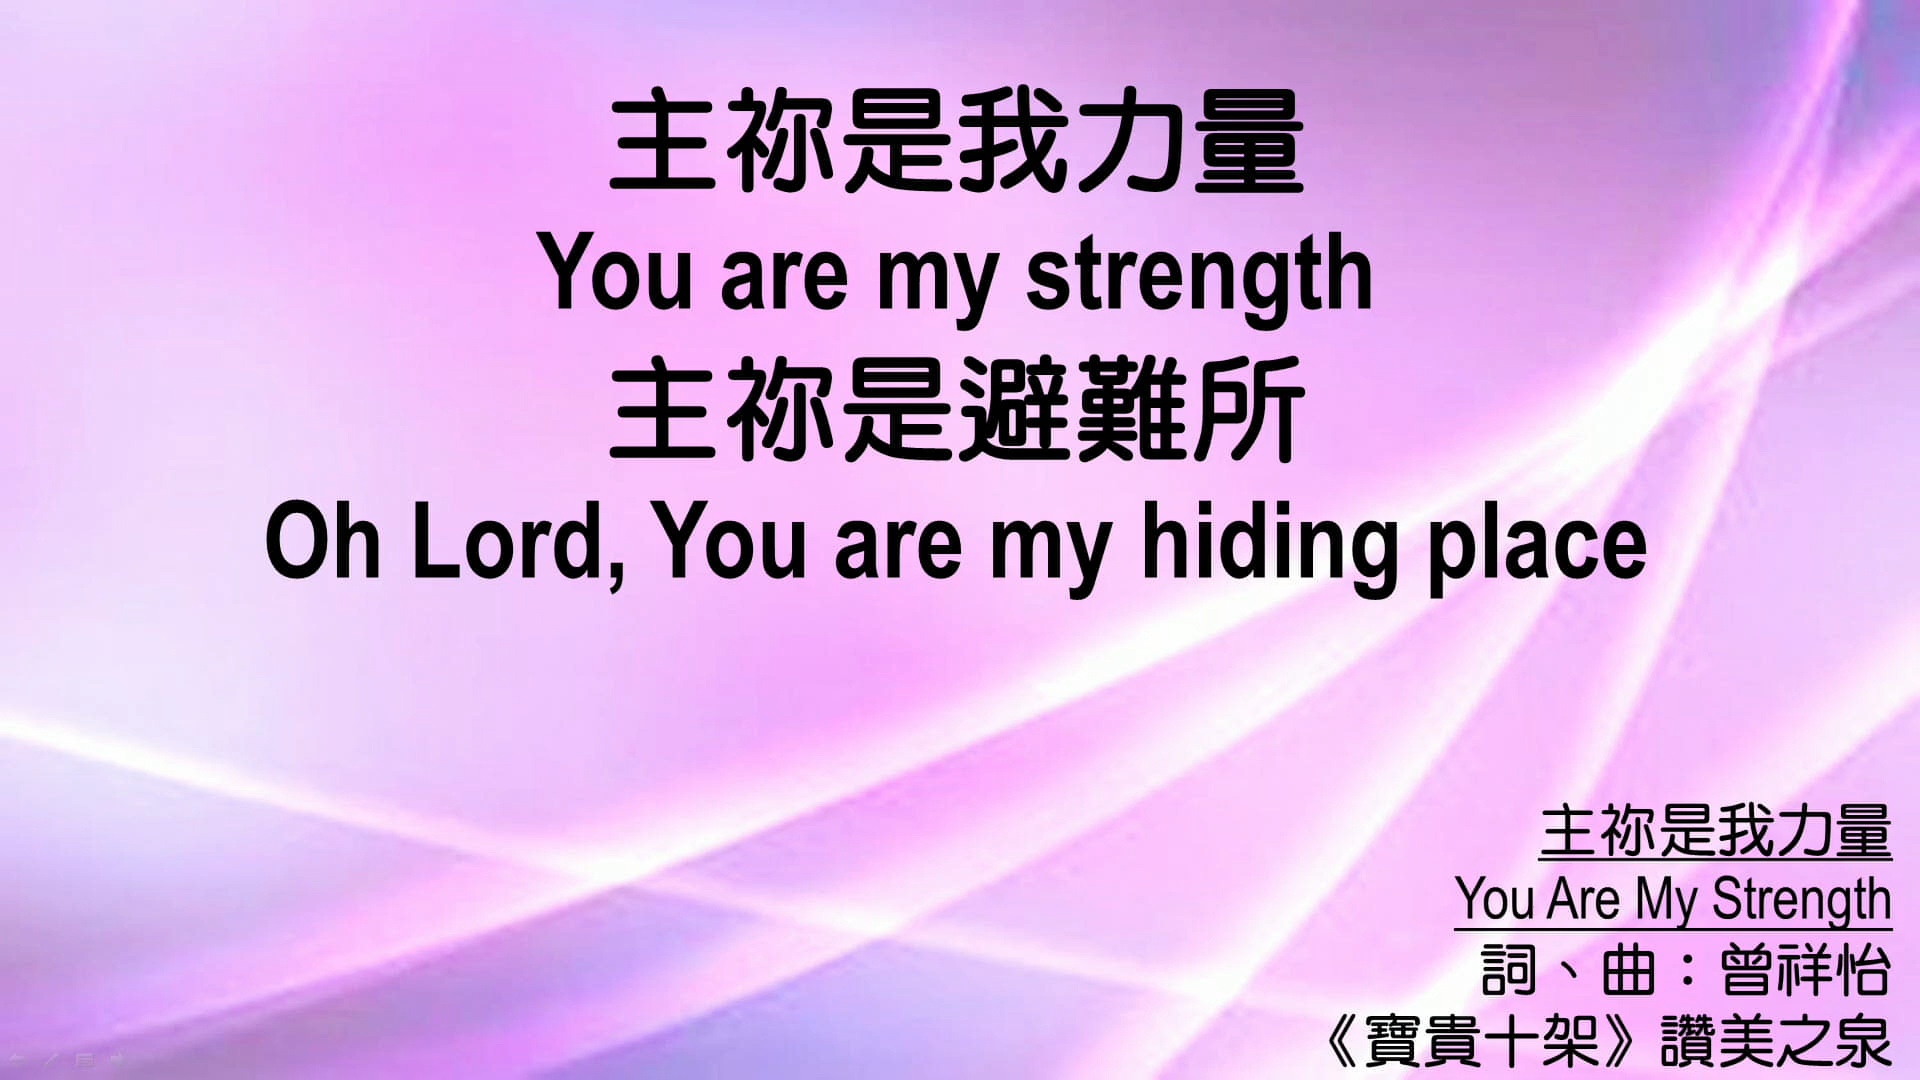 主祢是我力量
You are my strength
主祢是避難所
Oh Lord, You are my hiding place
主祢是我力量
You Are My Strength
詞、曲：曾祥怡
《寶貴十架》讚美之泉